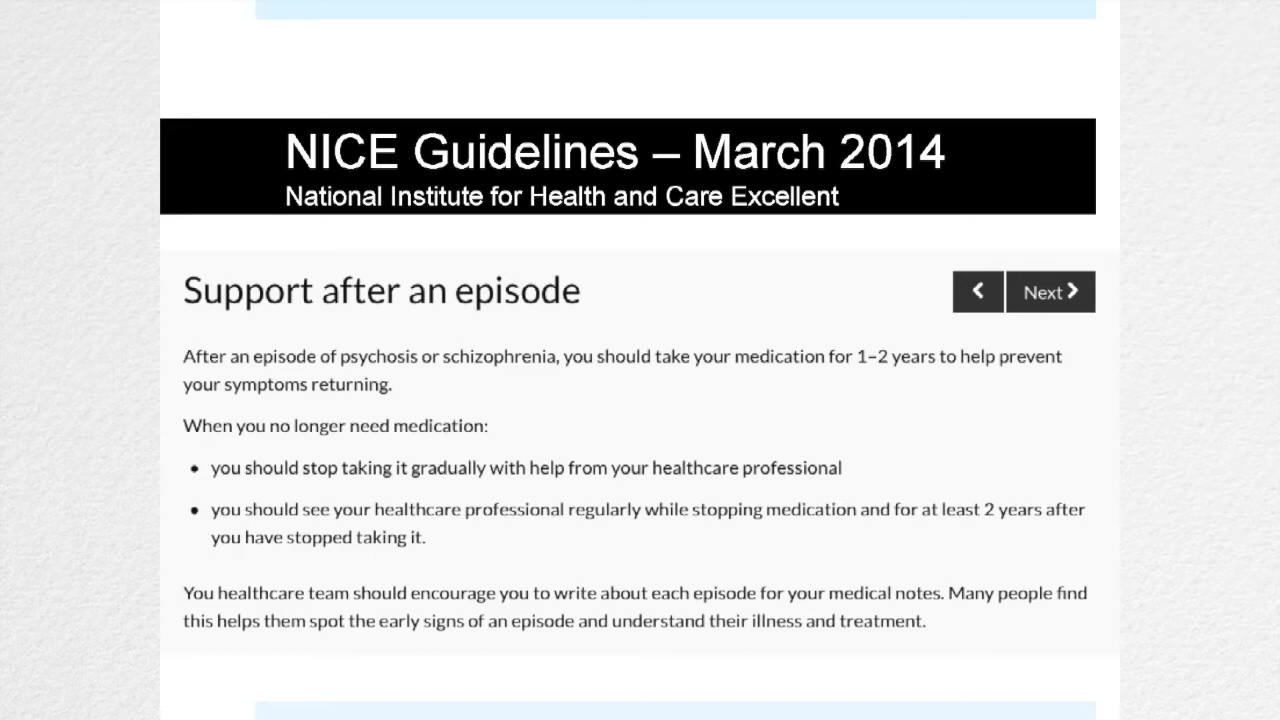 NICE Guidelines – March 2014
National Institute for Health and Care Excellent
Support after an episode
Next
After an episode of psychosis or schizophrenia, you should take your medication for 1–2 years to help prevent
your symptoms returning.
When you no longer need medication:
• you should stop taking it gradually with help from your healthcare professional
• you should see your healthcare professional regularly while stopping medication and for at least 2 years after
you have stopped taking it.
You healthcare team should encourage you to write about each episode for your medical notes. Many people find
this helps them spot the early signs of an episode and understand their illness and treatment.